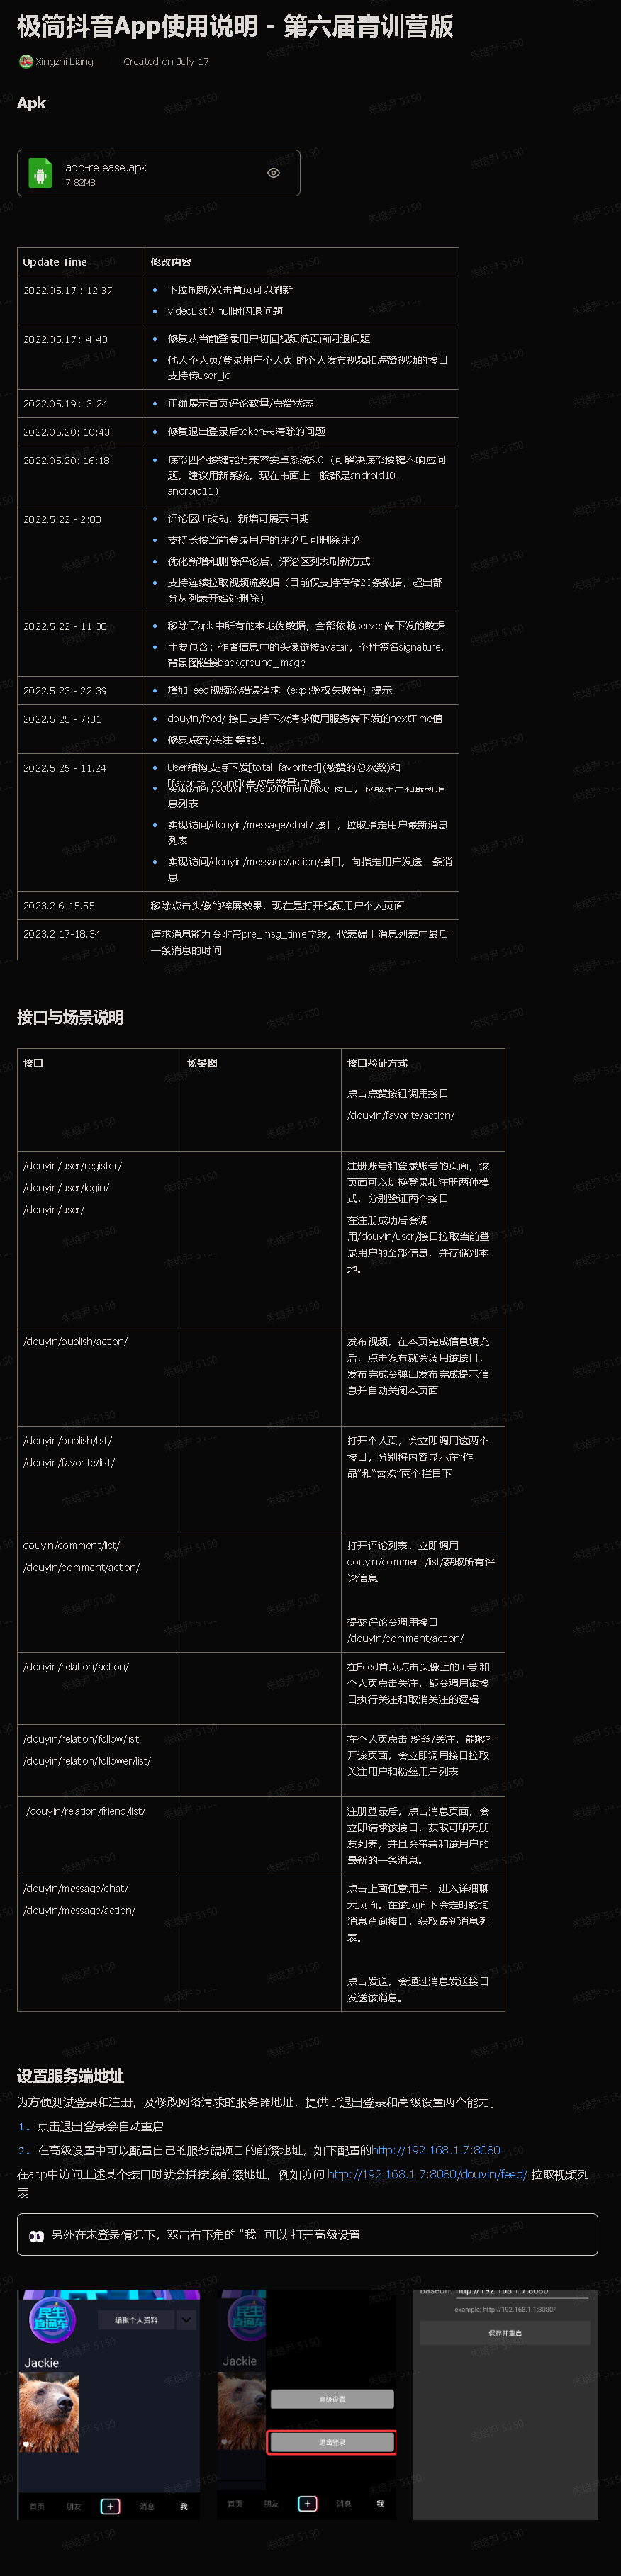 极简抖音App使用说明 - 第六届青训营版
Xingzhi Liang
Created on July 17
Apk
app-release.apk
7.82MB
Update Time
修改内容
2022.05.17：12.37
下拉刷新/双击首页可以刷新
videoList为null时闪退问题
2022.05.17：4:43
修复从当前登录用户切回视频流页面闪退问题
他人个人页/登录用户个人页 的个人发布视频和点赞视频的接口
支持传user_id
2022.05.19：3:24
正确展示首页评论数量/点赞状态
2022.05.20: 10:43
修复退出登录后token未清除的问题
2022.05.20: 16:18
底部四个按键能力兼容安卓系统6.0（可解决底部按键不响应问
题，建议用新系统，现在市面上一般都是android10，
android11）
2022.5.22 - 2:08
评论区UI改动，新增可展示日期
支持长按当前登录用户的评论后可删除评论
优化新增和删除评论后，评论区列表刷新方式
支持连续拉取视频流数据（目前仅支持存储20条数据，超出部
分从列表开始处删除）
2022.5.22 - 11:38
移除了apk中所有的本地伪数据，全部依赖server端下发的数据
主要包含：作者信息中的头像链接avatar，个性签名signature，
背景图链接background_image
2022.5.23 - 22:39
增加Feed视频流错误请求（exp:鉴权失败等）提示
2022.5.25 - 7:31
douyin/feed/ 接口支持下次请求使用服务端下发的nextTime值
修复点赞/关注 等能力
2022.5.26 - 11.24
User结构支持下发[total_favorited](被赞的总次数)和
[favorite_count](喜欢总数量)字段
实现访问 /douyin/relation/friend/list/ 接口，拉取用户和最新消
息列表
实现访问/douyin/message/chat/ 接口，拉取指定用户最新消息
列表
实现访问/douyin/message/action/接口，向指定用户发送一条消
息
2023.2.6-15.55
移除点击头像的碎屏效果，现在是打开视频用户个人页面
2023.2.17-18.34
请求消息能力会附带pre_msg_time字段，代表端上消息列表中最后
一条消息的时间
接口与场景说明
接口
场景图
接口验证方式
点击点赞按钮调用接口
/douyin/favorite/action/
/douyin/user/register/
/douyin/user/login/
/douyin/user/
注册账号和登录账号的页面，该
页面可以切换登录和注册两种模
式，分别验证两个接口
在注册成功后会调
用/douyin/user/接口拉取当前登
录用户的全部信息，并存储到本
地。
/douyin/publish/action/
发布视频，在本页完成信息填充
后，点击发布就会调用该接口，
发布完成会弹出发布完成提示信
息并自动关闭本页面
/douyin/publish/list/
/douyin/favorite/list/
打开个人页，会立即调用这两个
接口，分别将内容显示在“作
品”和“喜欢”两个栏目下
douyin/comment/list/
/douyin/comment/action/
打开评论列表，立即调用
douyin/comment/list/获取所有评
论信息
提交评论会调用接口
/douyin/comment/action/
/douyin/relation/action/
在Feed首页点击头像上的+号 和
个人页点击关注，都会调用该接
口执行关注和取消关注的逻辑
/douyin/relation/follow/list
/douyin/relation/follower/list/
在个人页点击 粉丝/关注，能够打
开该页面，会立即调用接口拉取
关注用户和粉丝用户列表
/douyin/relation/friend/list/
注册登录后，点击消息页面，会
立即请求该接口，获取可聊天朋
友列表，并且会带着和该用户的
最新的一条消息。
/douyin/message/chat/
/douyin/message/action/
点击上面任意用户，进入详细聊
天页面。在该页面下会定时轮询
消息查询接口，获取最新消息列
表。
点击发送，会通过消息发送接口
发送该消息。
设置服务端地址
为方便测试登录和注册，及修改网络请求的服务器地址，提供了退出登录和高级设置两个能力。
1. 点击退出登录会自动重启
2. 在高级设置中可以配置自己的服务端项目的前缀地址，如下配置的http://192.168.1.7:8080
在app中访问上述某个接口时就会拼接该前缀地址，例如访问 http://192.168.1.7:8080/douyin/feed/ 拉取视频列
表
另外在未登录情况下，双击右下角的 “我” 可以 打开高级设置
民生
直通车
编辑个人资料
Jackie
首页 朋友 消息 我
Jackie
高级设置
退出登录
首页 朋友 消息 我
BaseUrl: http://192.168.1.7:8080
example: http://192.168.1.1:8080/
保存并重启